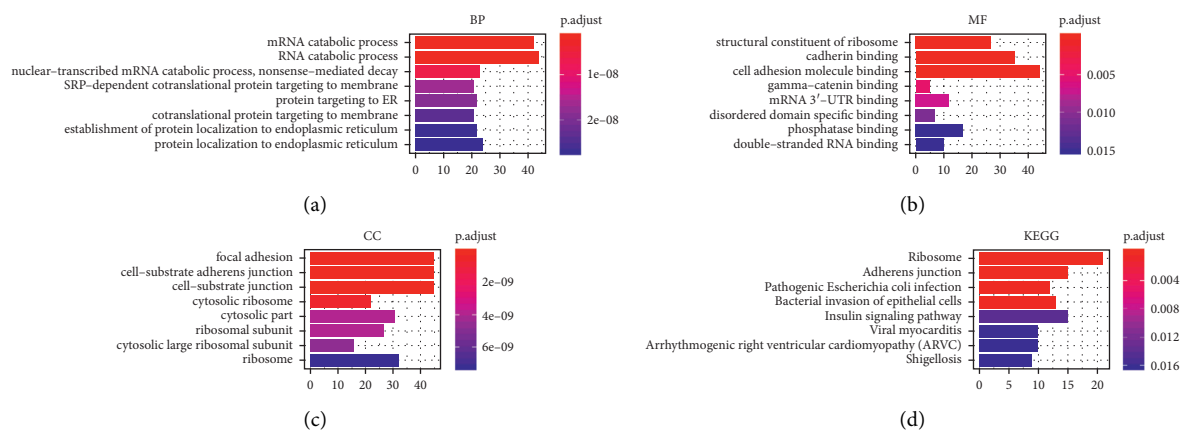 BP
p.adjust
mRNA catabolic process
RNA catabolic process
nuclear–transcribed mRNA catabolic process, nonsense–mediated decay
SRP–dependent cotranslational protein targeting to membrane
protein targeting to ER
cotranslational protein targeting to membrane
establishment of protein localization to endoplasmic reticulum
protein localization to endoplasmic reticulum
1e–08
2e–08
0 10 20 30 40
(a)
MF
p.adjust
structural constituent of ribosome
cadherin binding
cell adhesion molecule binding
gamma–catenin binding
mRNA 3′–UTR binding
disordered domain specific binding
phosphatase binding
double–stranded RNA binding
0.005
0.010
0.015
0 10 20 30 40
(b)
CC
p.adjust
focal adhesion
cell–substrate adherens junction
cell–substrate junction
cytosolic ribosome
cytosolic part
ribosomal subunit
cytosolic large ribosomal subunit
ribosome
2e–09
4e–09
6e–09
0 10 20 30 40
(c)
KEGG
p.adjust
Ribosome
Adherens junction
Pathogenic Escherichia coli infection
Bacterial invasion of epithelial cells
Insulin signaling pathway
Viral myocarditis
Arrhythmogenic right ventricular cardiomyopathy (ARVC)
Shigellosis
0.004
0.008
0.012
0.016
0 5 10 15 20
(d)